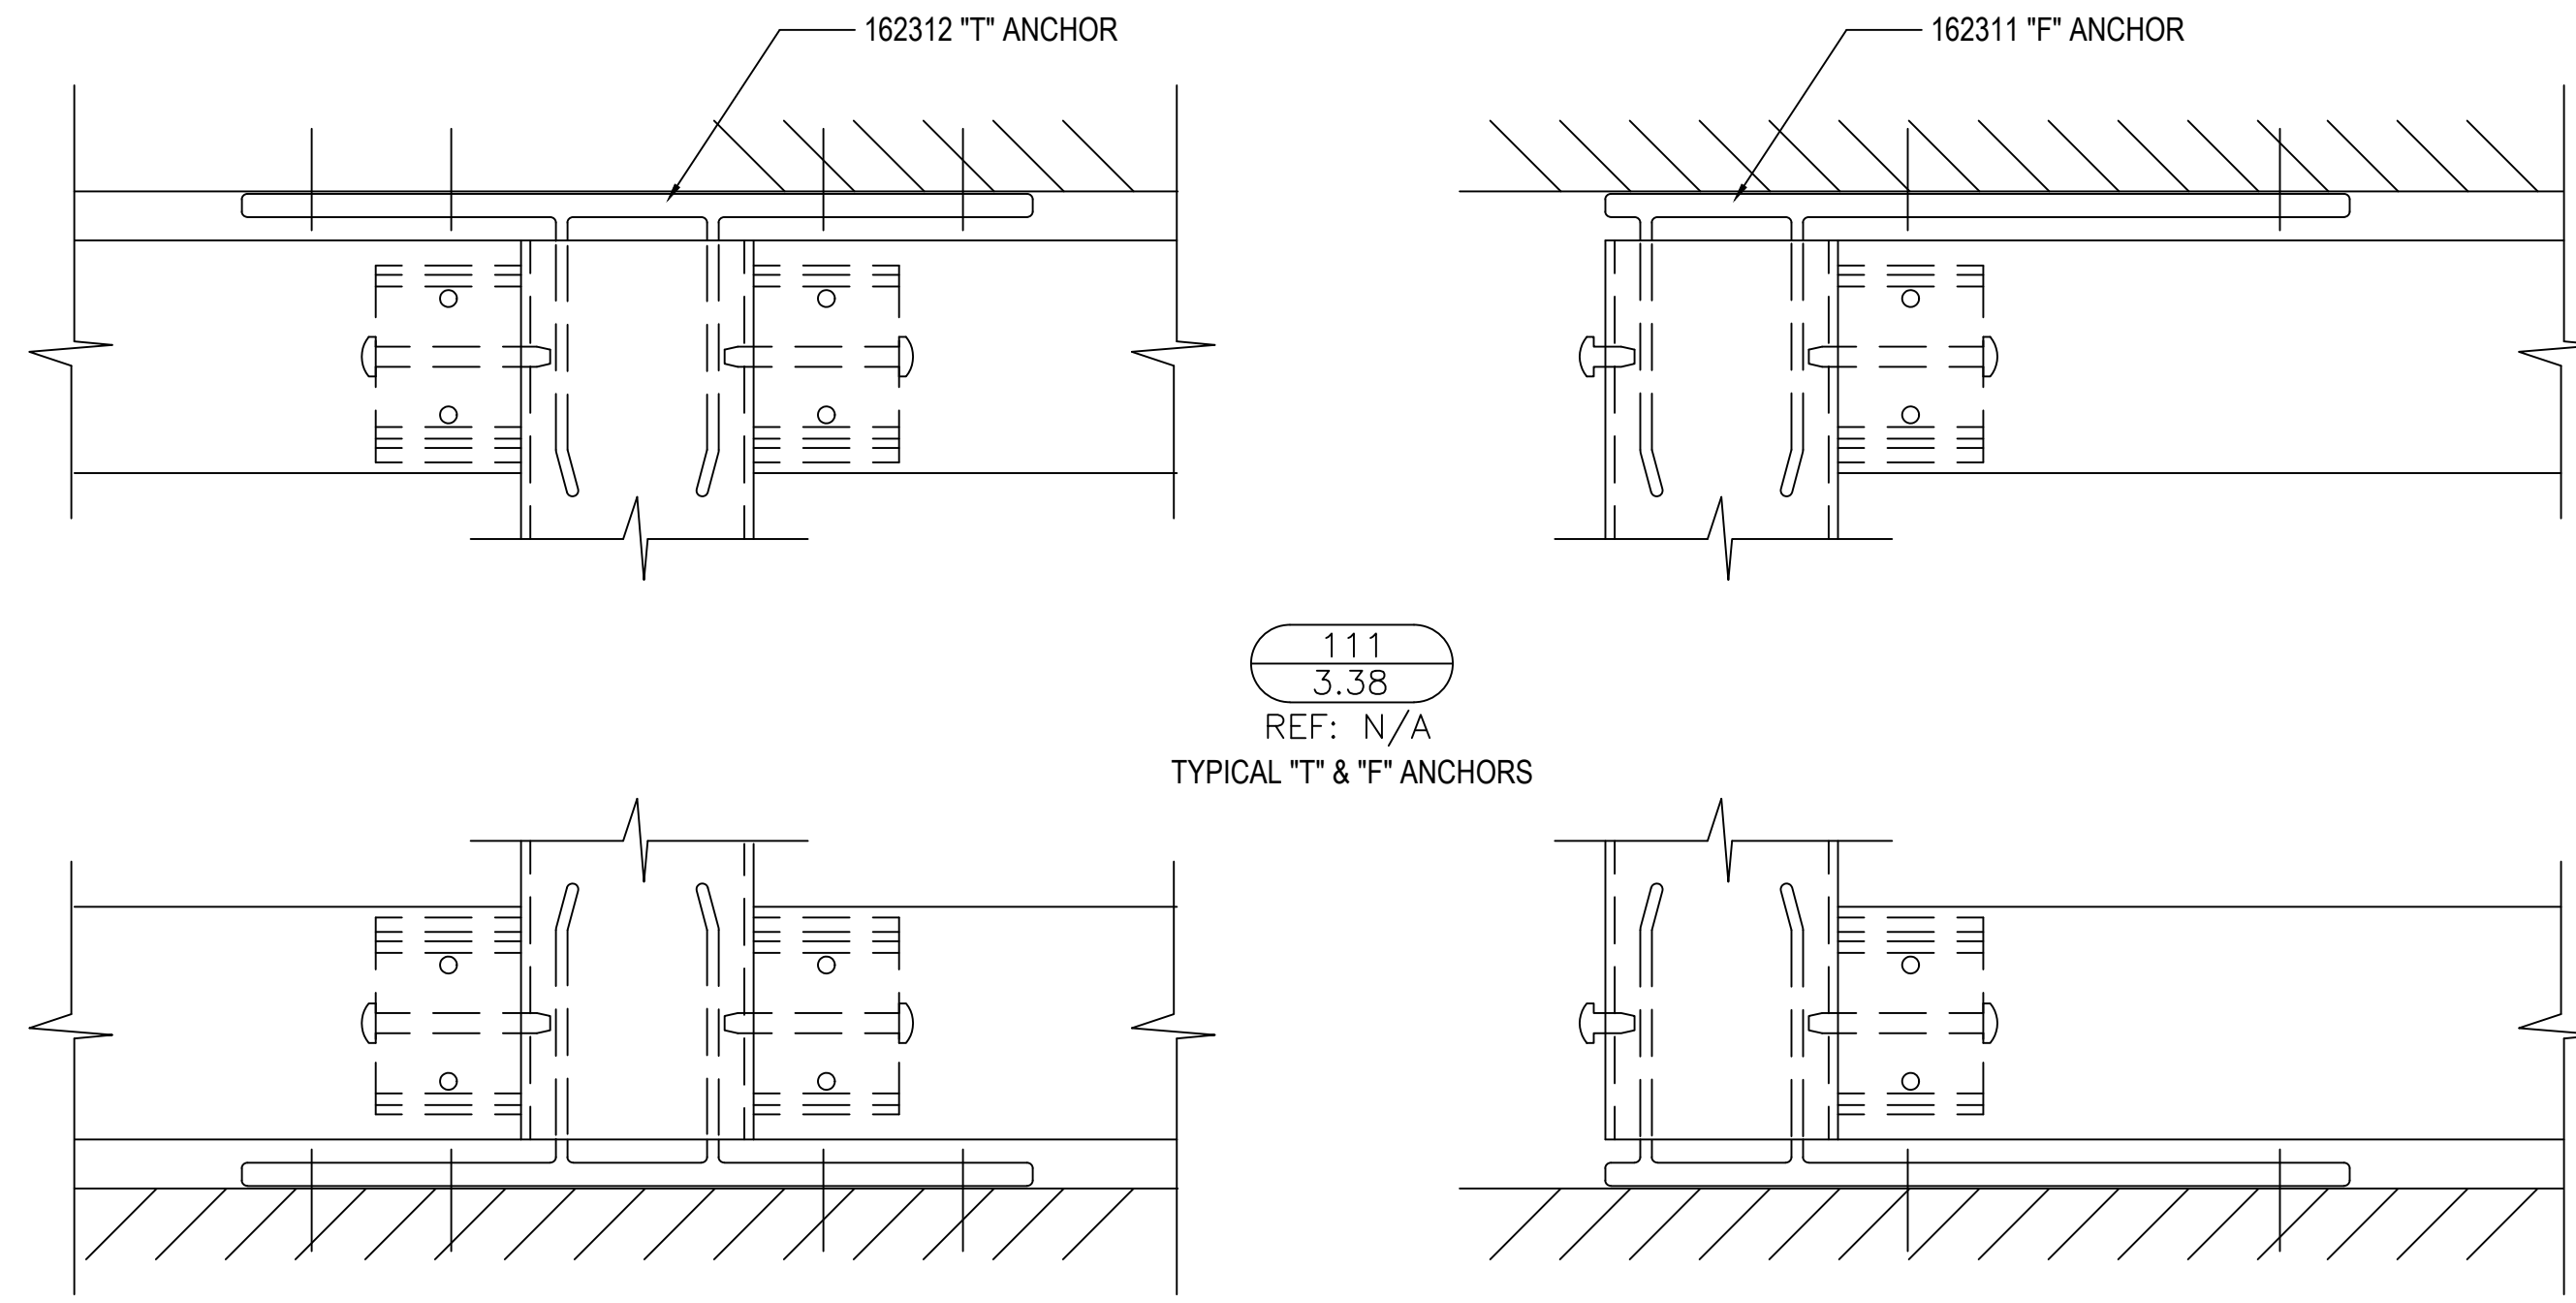 162312 "T" ANCHOR
162311 "F" ANCHOR
111
3.38
REF: N/A
TYPICAL "T" & "F" ANCHORS